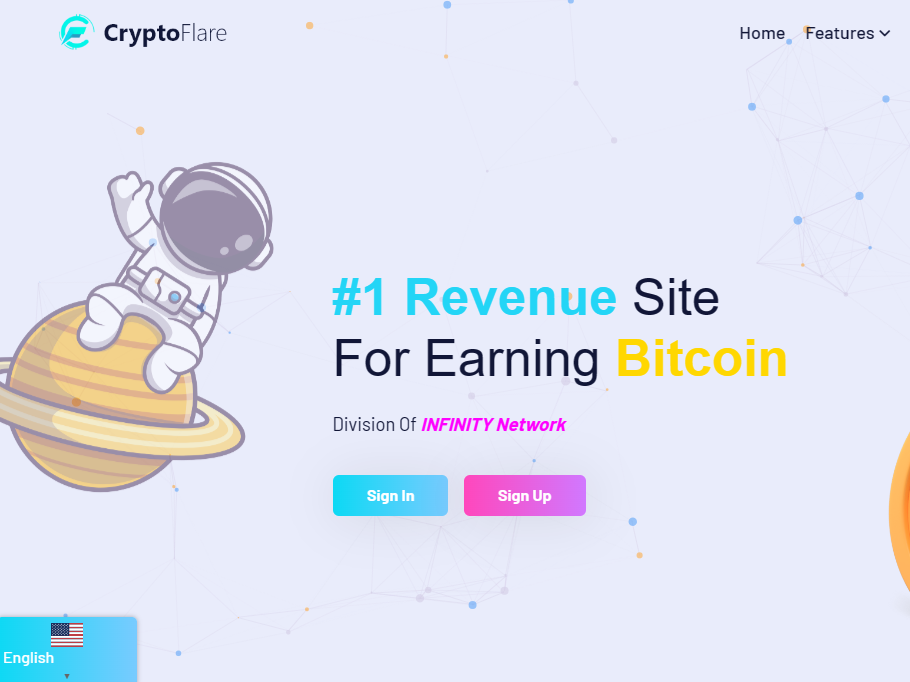 CryptoFlare
Home
Features
#1 Revenue Site
For Earning Bitcoin
Division Of INFINITY Network
Sign In
Sign Up
English